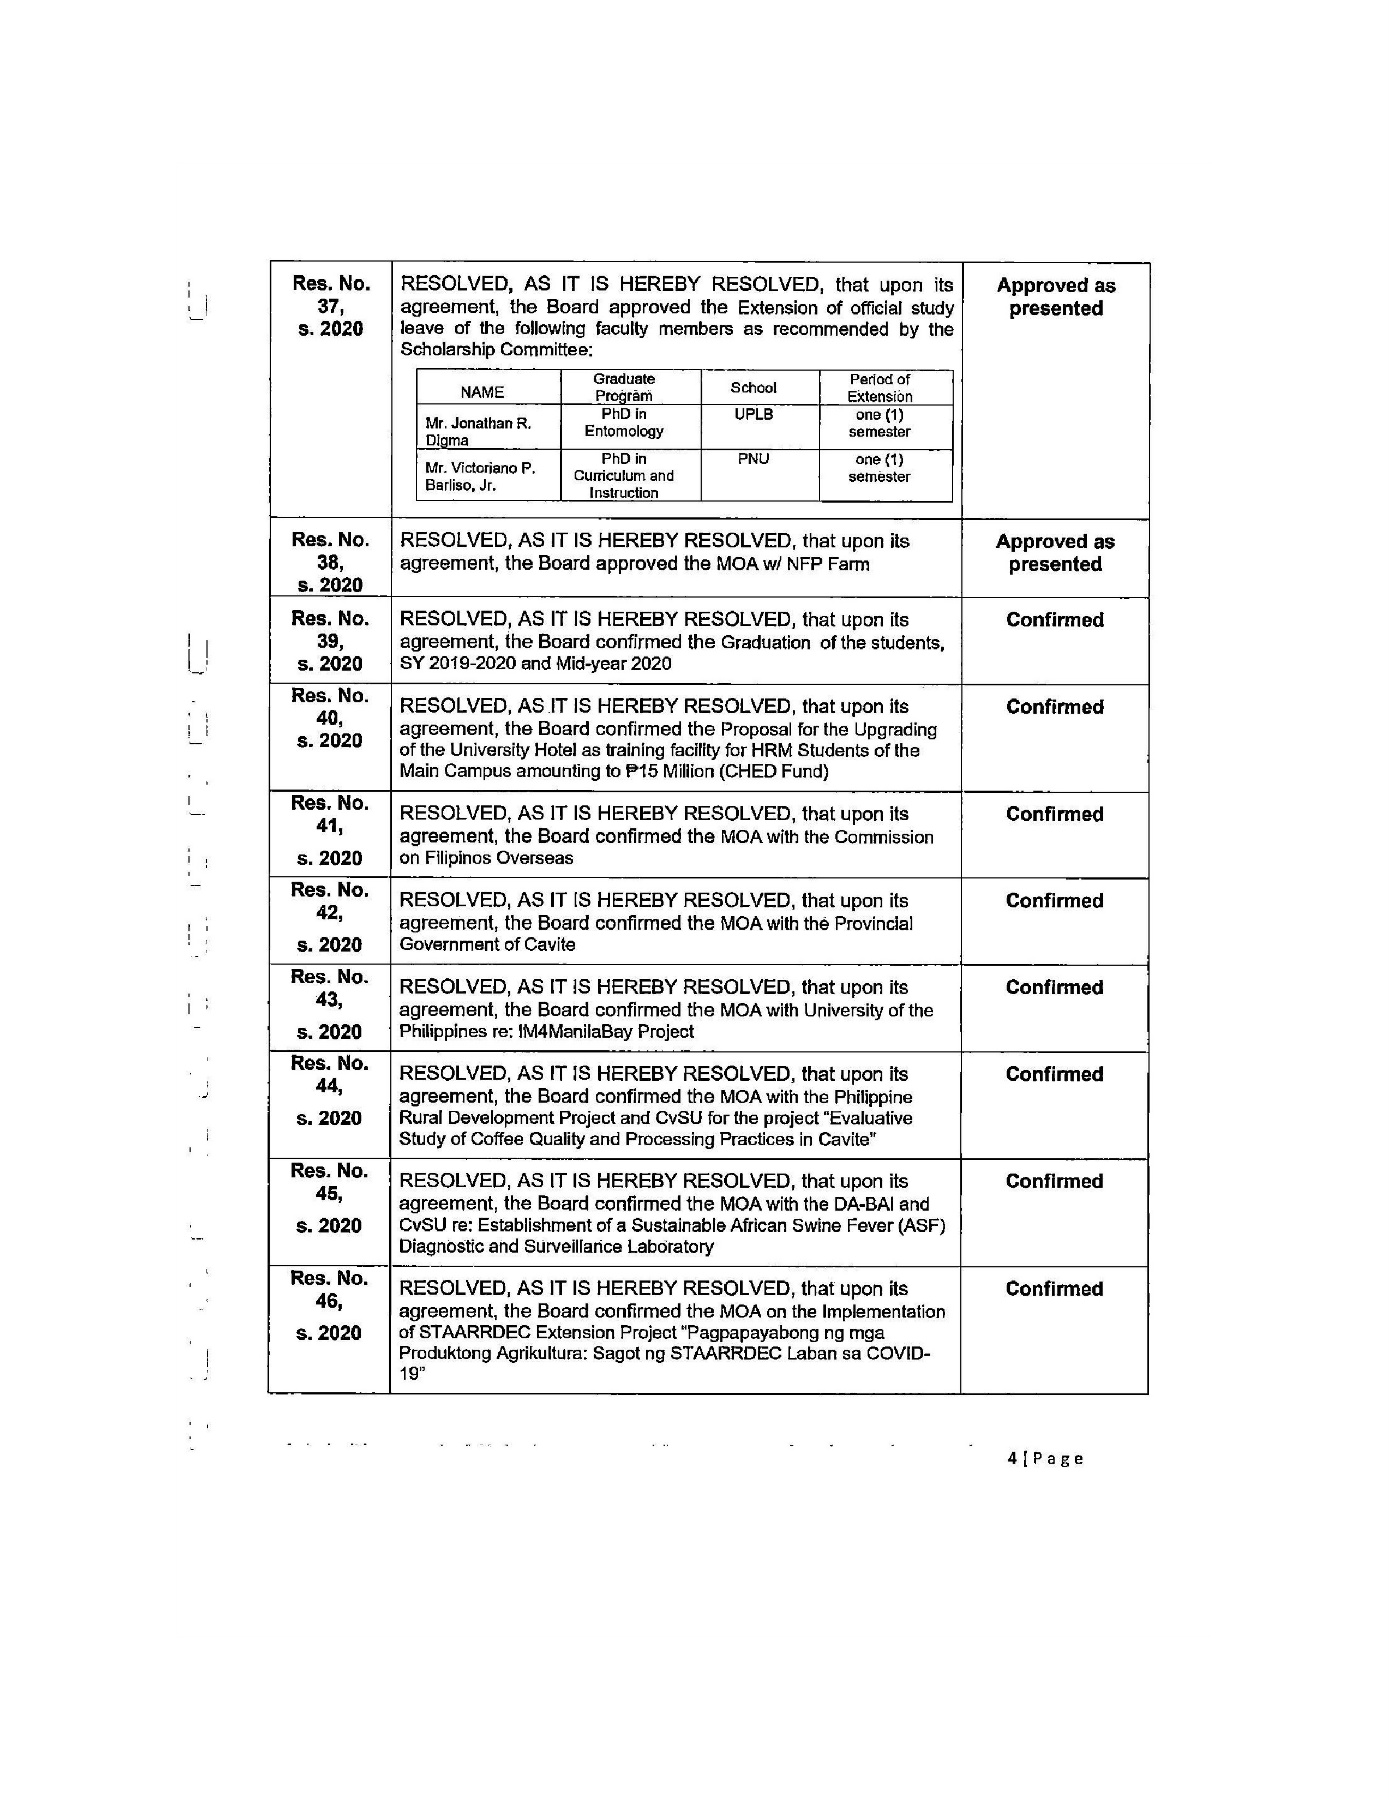 Res. No.
37,
s. 2020
RESOLVED, AS IT IS HEREBY RESOLVED, that upon its
agreement, the Board approved the Extension of official study
leave of the following faculty members as recommended by the
Scholarship Committee:
Approved as
presented
NAME
Graduate
Program
School
Period of
Extension
Mr. Jonathan R.
Digma
PhD in
Entomology
UPLB
one (1)
semester
Mr. Victoriano P.
Barliso, Jr.
PhD in
Curriculum and
Instruction
PNU
one (1)
semester
Res. No.
38,
s. 2020
RESOLVED, AS IT IS HEREBY RESOLVED, that upon its
agreement, the Board approved the MOA w/ NFP Farm
Approved as
presented
Res. No.
39,
s. 2020
RESOLVED, AS IT IS HEREBY RESOLVED, that upon its
agreement, the Board confirmed the Graduation of the students,
SY 2019-2020 and Mid-year 2020
Confirmed
Res. No.
40,
s. 2020
RESOLVED, AS IT IS HEREBY RESOLVED, that upon its
agreement, the Board confirmed the Proposal for the Upgrading
of the University Hotel as training facility for HRM Students of the
Main Campus amounting to ₱15 Million (CHED Fund)
Confirmed
Res. No.
41,
s. 2020
RESOLVED, AS IT IS HEREBY RESOLVED, that upon its
agreement, the Board confirmed the MOA with the Commission
on Filipinos Overseas
Confirmed
Res. No.
42,
s. 2020
RESOLVED, AS IT IS HEREBY RESOLVED, that upon its
agreement, the Board confirmed the MOA with the Provincial
Government of Cavite
Confirmed
Res. No.
43,
s. 2020
RESOLVED, AS IT IS HEREBY RESOLVED, that upon its
agreement, the Board confirmed the MOA with University of the
Philippines re: IM4ManilaBay Project
Confirmed
Res. No.
44,
s. 2020
RESOLVED, AS IT IS HEREBY RESOLVED, that upon its
agreement, the Board confirmed the MOA with the Philippine
Rural Development Project and CvSU for the project "Evaluative
Study of Coffee Quality and Processing Practices in Cavite"
Confirmed
Res. No.
45,
s. 2020
RESOLVED, AS IT IS HEREBY RESOLVED, that upon its
agreement, the Board confirmed the MOA with the DA-BAI and
CvSU re: Establishment of a Sustainable African Swine Fever (ASF)
Diagnostic and Surveillance Laboratory
Confirmed
Res. No.
46,
s. 2020
RESOLVED, AS IT IS HEREBY RESOLVED, that upon its
agreement, the Board confirmed the MOA on the Implementation
of STAARRDEC Extension Project "Pagpapayabong ng mga
Produktong Agrikultura: Sagot ng STAARRDEC Laban sa COVID-
19"
Confirmed
4 | Page